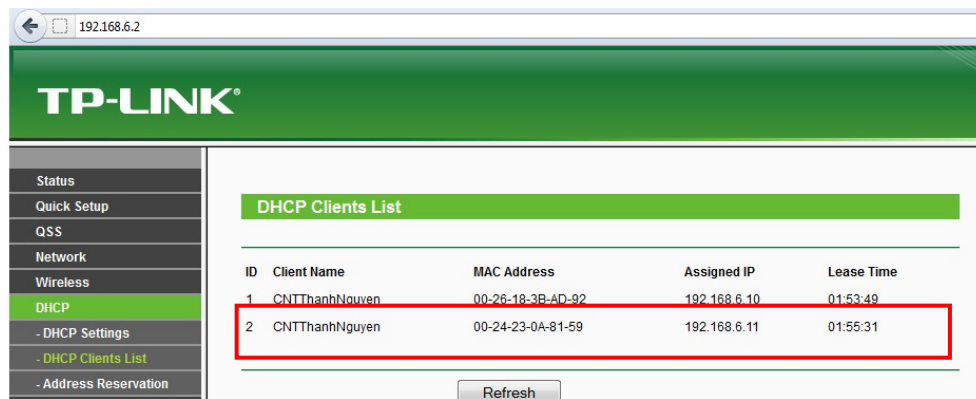 192.168.6.2
TP-LINK®
Status
Quick Setup
QSS
Network
Wireless
DHCP
- DHCP Settings
- DHCP Clients List
- Address Reservation
DHCP Clients List
ID Client Name MAC Address Assigned IP Lease Time
1 CNTThanhNguyen 00-26-18-3B-AD-92 192.168.6.10 01:53:49
2 CNTThanhNguyen 00-24-23-0A-81-59 192.168.6.11 01:55:31
Refresh